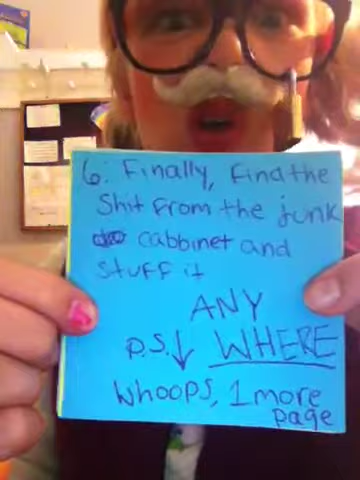 6. Finally, find the
Shit from the junk
cabbinet and
stuff it
ANY
P.S.↓ WHERE
Whoops, 1 more
page